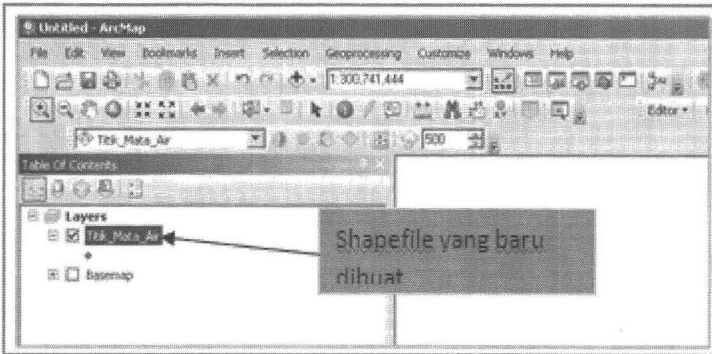 Untitled - ArcMap
File Edit View Bookmarks Insert Selection Geoprocessing Customize Windows Help
1:300,741,444
Editor
Titik_Mata_Air
500
Table Of Contents
Layers
Titik_Mata_Air
Basemap
Shapefile yang baru
dibuat